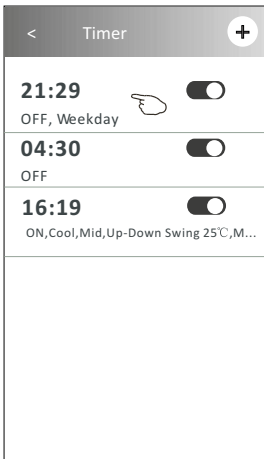 < Timer +
21:29
OFF, Weekday
04:30
OFF
16:19
ON,Cool,Mid,Up-Down Swing 25℃,M...